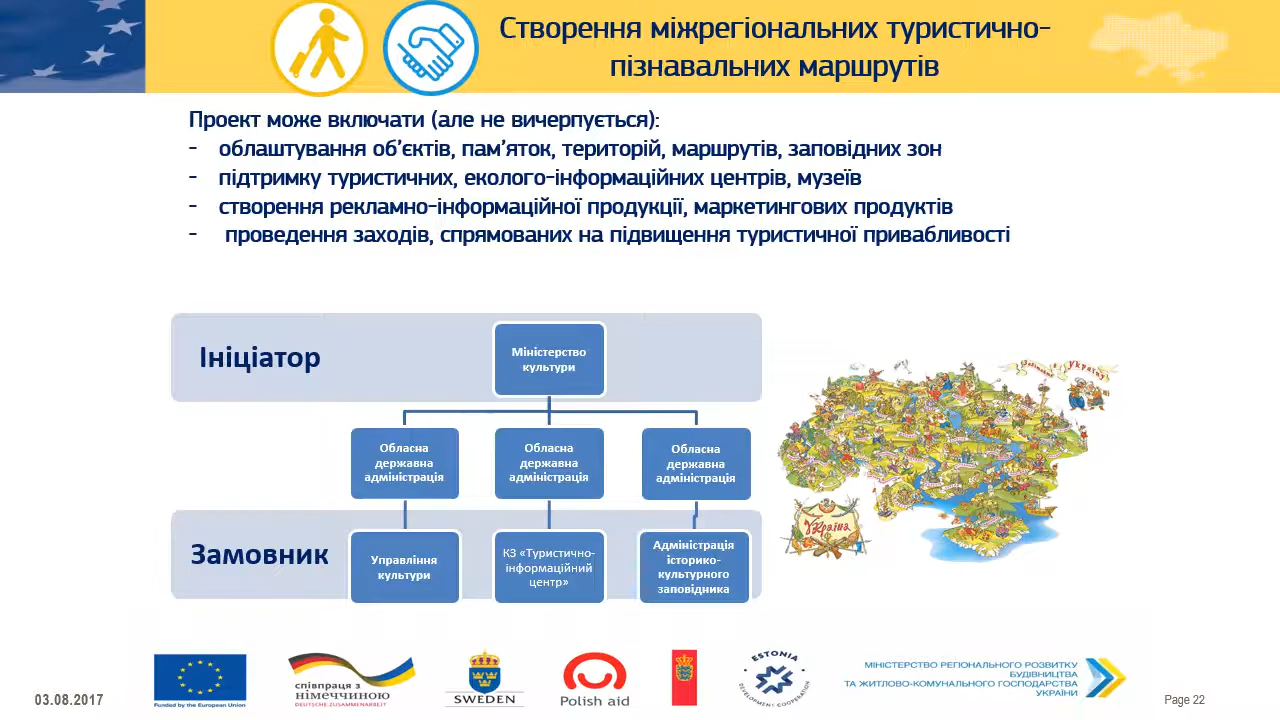 Створення міжрегіональних туристично-
пізнавальних маршрутів
Проект може включати (але не вичерпується):
- облаштування об’єктів, пам’яток, територій, маршрутів, заповідних зон
- підтримку туристичних, еколого-інформаційних центрів, музеїв
- створення рекламно-інформаційної продукції, маркетингових продуктів
- проведення заходів, спрямованих на підвищення туристичної привабливості
Ініціатор
Міністерство
культури
Обласна
державна
адміністрація
Обласна
державна
адміністрація
Обласна
державна
адміністрація
Замовник
Управління
культури
КЗ «Туристично-
інформаційний
центр»
Адміністрація
історико-
культурного
заповідника
Україну
Україна
Funded by the European Union
співпраця з
НІМЕЧЧИНОЮ
DEUTSCHE ZUSAMMENARBEIT
SWEDEN
Polish aid
ESTONIA
DEVELOPMENT COOPERATION
МІНІСТЕРСТВО РЕГІОНАЛЬНОГО РОЗВИТКУ
БУДІВНИЦТВА
ТА ЖИТЛОВО-КОМУНАЛЬНОГО ГОСПОДАРСТВА
УКРАЇНИ
03.08.2017
Page 22